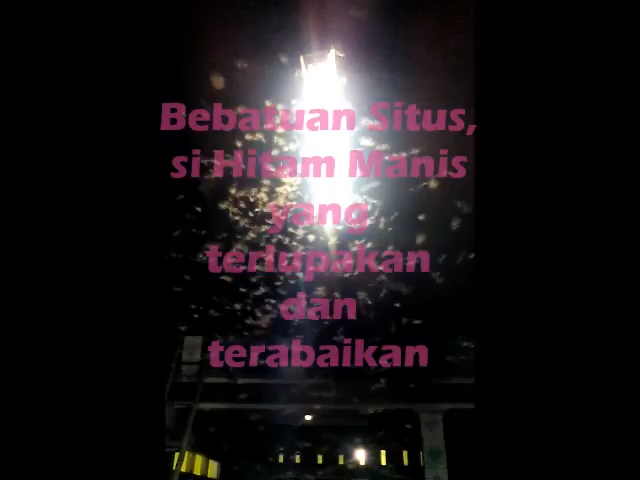 Bebatuan Situs,
si Hitam Manis
yang
terlupakan
dan
terabaikan